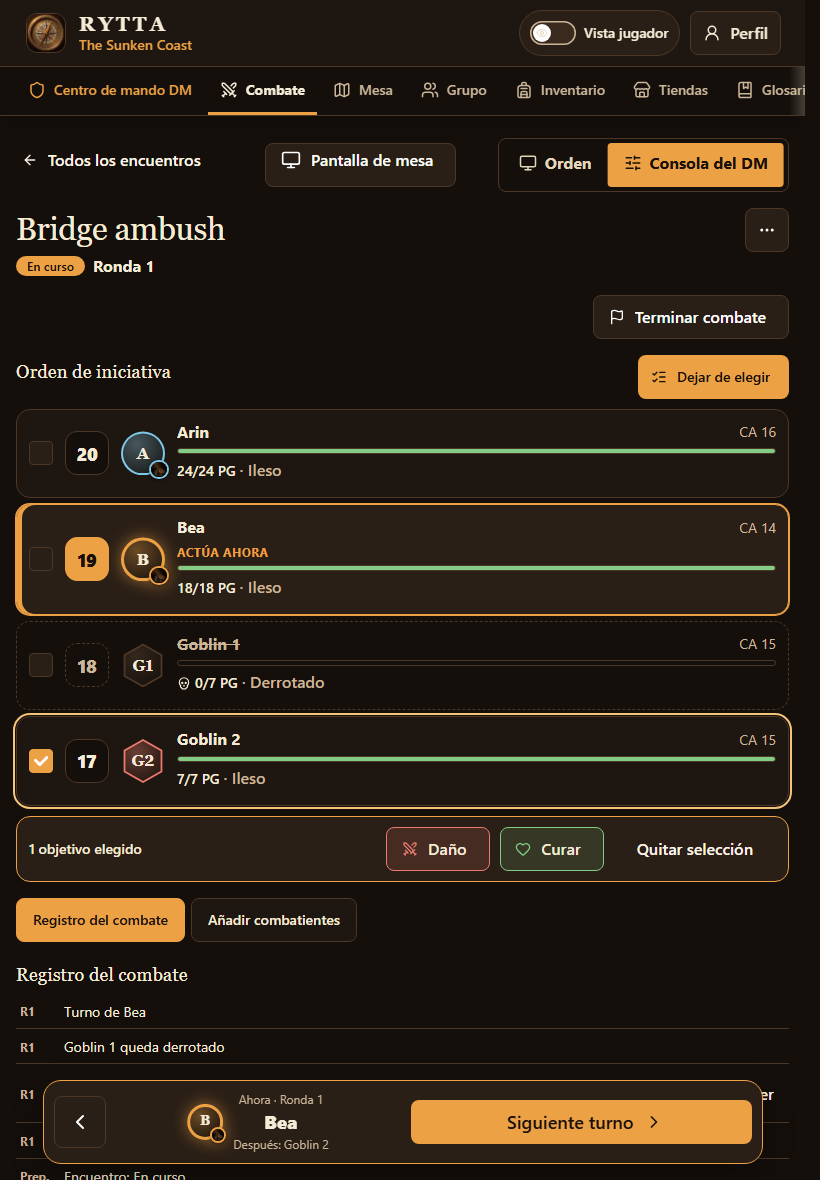 RYTTA
The Sunken Coast
Vista jugador
Perfil
Centro de mando DM
Combate
Mesa
Grupo
Inventario
Tiendas
Glosari
Todos los encuentros
Pantalla de mesa
Orden
Consola del DM
Bridge ambush
En curso
Ronda 1
Terminar combate
Orden de iniciativa
Dejar de elegir
20
A
Arin
CA 16
24/24 PG · Ileso
19
B
Bea
CA 14
ACTÚA AHORA
18/18 PG · Ileso
18
G1
Goblin 1
CA 15
0/7 PG · Derrotado
17
G2
Goblin 2
CA 15
7/7 PG · Ileso
1 objetivo elegido
Daño
Curar
Quitar selección
Registro del combate
Añadir combatientes
Registro del combate
R1 Turno de Bea
R1 Goblin 1 queda derrotado
R1
er
R1
Ahora · Ronda 1
B
Bea
Después: Goblin 2
Siguiente turno
Prep. Encuentro: En curso